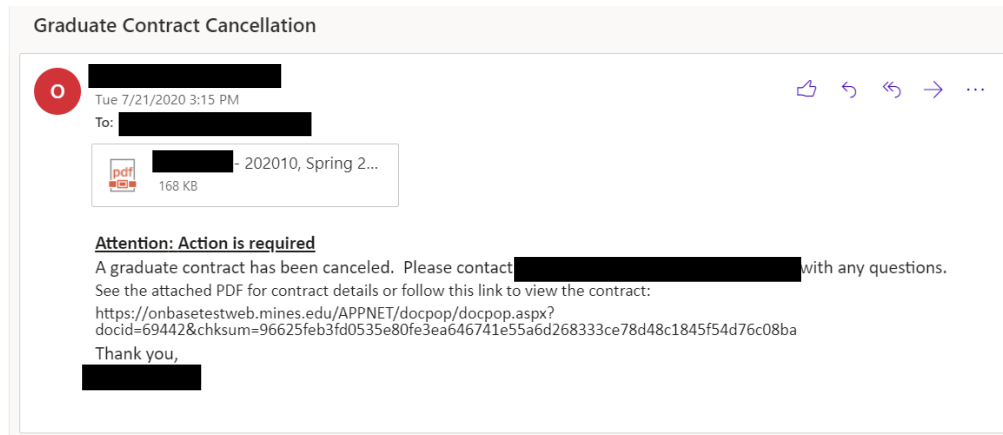 Graduate Contract Cancellation
O
Tue 7/21/2020 3:15 PM
To:
pdf
- 202010, Spring 2...
168 KB
Attention: Action is required
A graduate contract has been canceled. Please contact with any questions.
See the attached PDF for contract details or follow this link to view the contract:
https://onbasetestweb.mines.edu/APPNET/docpop/docpop.aspx?
docid=69442&chksum=96625feb3fd0535e80fe3ea646741e55a6d268333ce78d48c1845f54d76c08ba
Thank you,